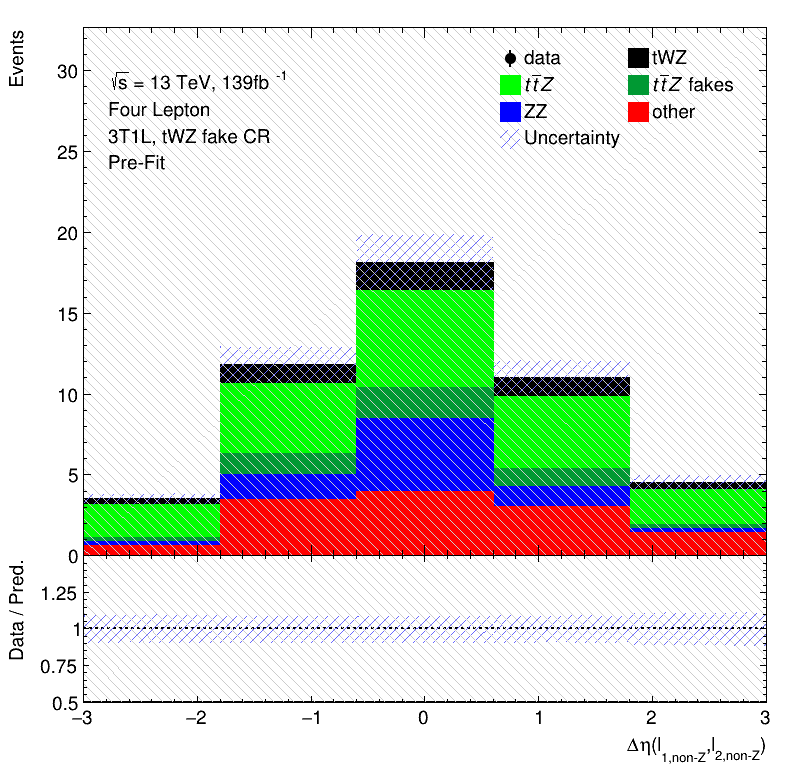 Events
√s = 13 TeV, 139fb⁻¹
Four Lepton
3T1L, tWZ fake CR
Pre-Fit
data
tWZ
tt̄Z
tt̄Z fakes
ZZ
other
Uncertainty
30
25
20
15
10
5
0
Data / Pred.
1.25
1
0.75
0.5
−3 −2 −1 0 1 2 3
Δη(l1,non-Z,l2,non-Z)